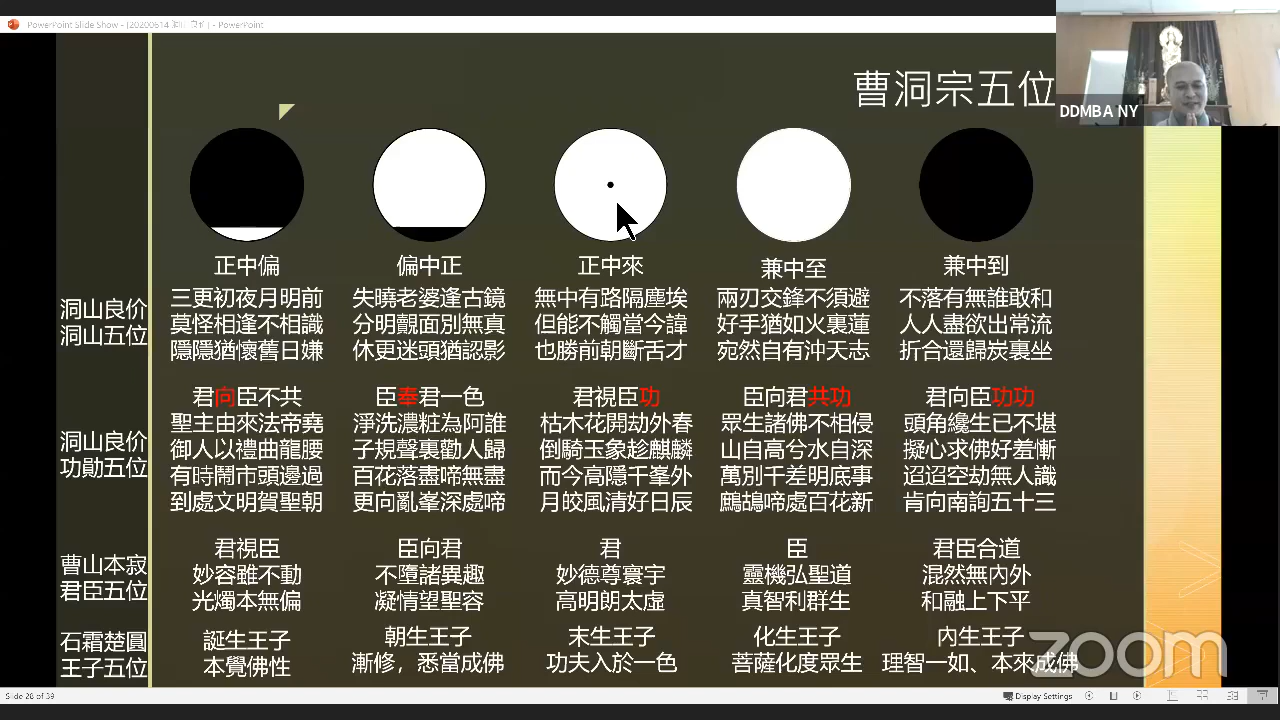 PowerPoint Slide Show - [20200614 洞山良价] - PowerPoint
曹洞宗五位
DDMBA NY
正中偏 偏中正 正中來 兼中至 兼中到
洞山良价
洞山五位
三更初夜月明前 失曉老婆逢古鏡 無中有路隔塵埃 兩刃交鋒不須避 不落有無誰敢和
莫怪相逢不相識 分明覿面別無真 但能不觸當今諱 好手猶如火裏蓮 人人盡欲出常流
隱隱猶懷舊日嫌 休更迷頭猶認影 也勝前朝斷舌才 宛然自有沖天志 折合還歸炭裏坐
洞山良价
功勛五位
君向臣不共 臣奉君一色 君視臣功 臣向君共功 君向臣功功
聖主由來法帝堯 淨洗濃粧為阿誰 枯木花開劫外春 眾生諸佛不相侵 頭角纔生已不堪
御人以禮曲龍腰 子規聲裏勸人歸 倒騎玉象趁麒麟 山自高兮水自深 擬心求佛好羞慚
有時鬧市頭邊過 百花落盡啼無盡 而今高隱千峯外 萬別千差明底事 迢迢空劫無人識
到處文明賀聖朝 更向亂峯深處啼 月皎風清好日辰 鷓鴣啼處百花新 肯向南詢五十三
曹山本寂
君臣五位
君視臣 臣向君 君 臣 君臣合道
妙容雖不動 不墮諸異趣 妙德尊寰宇 靈機弘聖道 混然無內外
光燭本無偏 凝情望聖容 高明朗太虛 真智利群生 和融上下平
石霜楚圓
王子五位
誕生王子 朝生王子 末生王子 化生王子 內生王子
本覺佛性 漸修，悉當成佛 功夫入於一色 菩薩化度眾生 理智一如、本來成佛
zoom
Slide 28 of 39
Display Settings